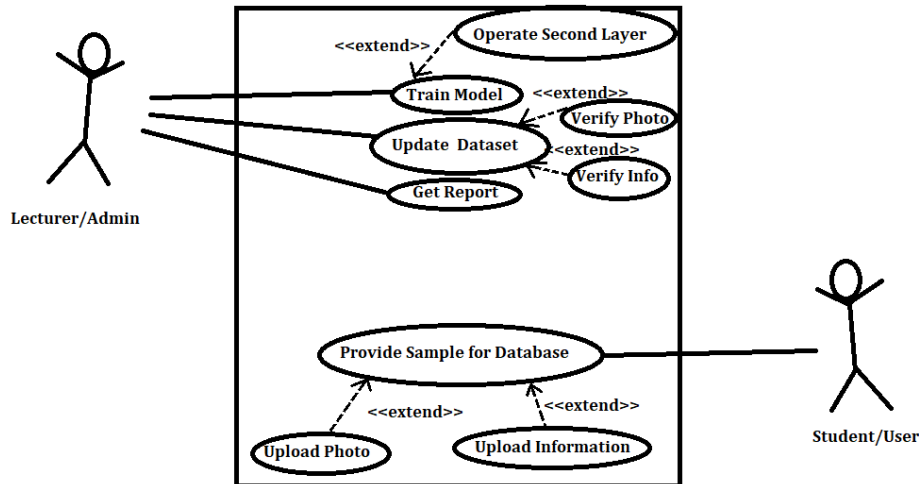 Operate Second Layer
<<extend>>
Train Model
<<extend>>
Verify Photo
Update Dataset
<<extend>>
Verify Info
Get Report
Lecturer/Admin
Provide Sample for Database
<<extend>>
<<extend>>
Upload Photo
Upload Information
Student/User